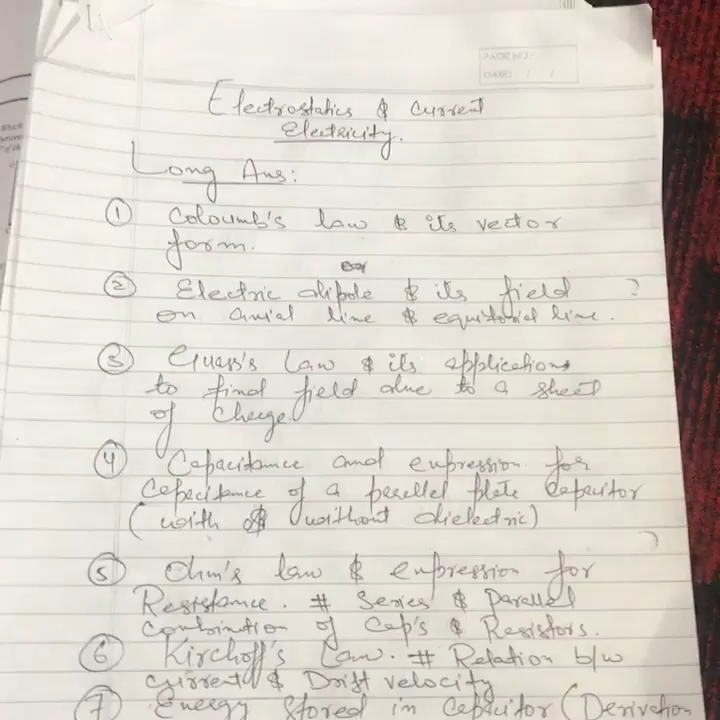 PAGE NO.:
DATE: / /
Electrostatics & Current
Electricity.
Long Ans:
① Coloumb's law & its vector
form.
② Electric dipole & its field ?
on axial line & equitorial line.
③ Guass's Law & its applications
to find field due to a sheet
of Charge
④ Capacitance and expression for
Capacitance of a parallel plate Capacitor
(with & without dielectric)
⑤ Ohm's law & expression for
Resistance. # Series & Parallel
Combination of Cap's & Resistors.
⑥ Kirchoff's Law. # Relation b/w
current & Drift velocity
⑦ Energy Stored in Capacitor (Derivation